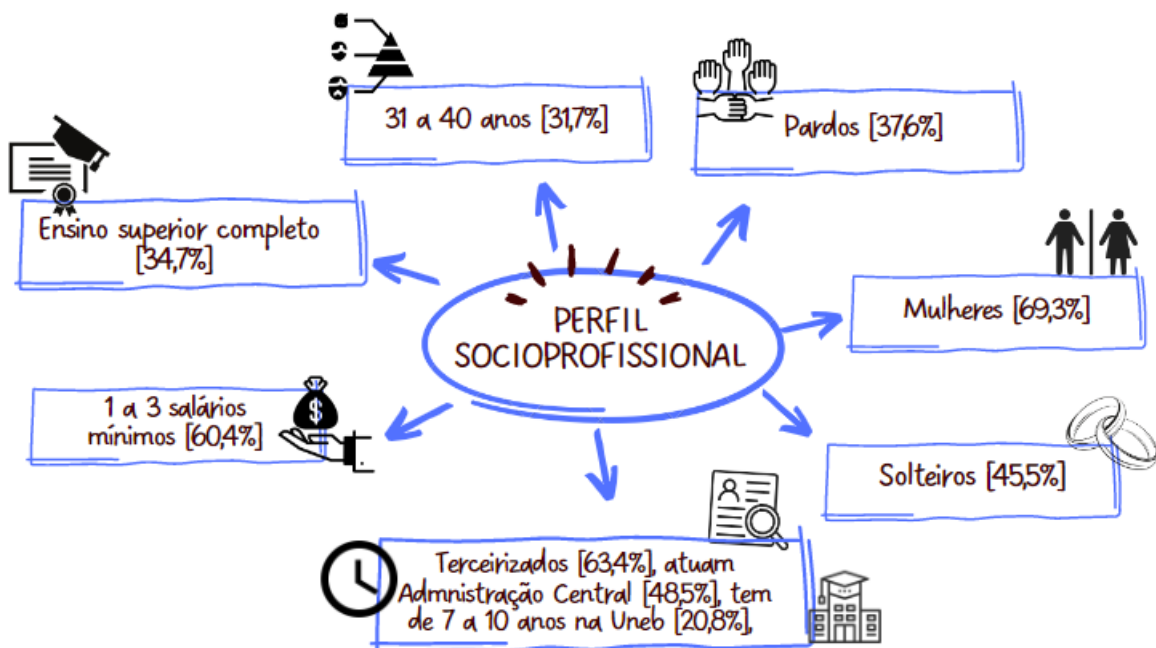 31 a 40 anos [31,7%]
Pardos [37,6%]
Ensino superior completo
[34,7%]
Mulheres [69,3%]
PERFIL
SOCIOPROFISSIONAL
1 a 3 salários
mínimos [60,4%]
$
Solteiros [45,5%]
Terceirizados [63,4%], atuam
Admnistração Central [48,5%], tem
de 7 a 10 anos na Uneb [20,8%],